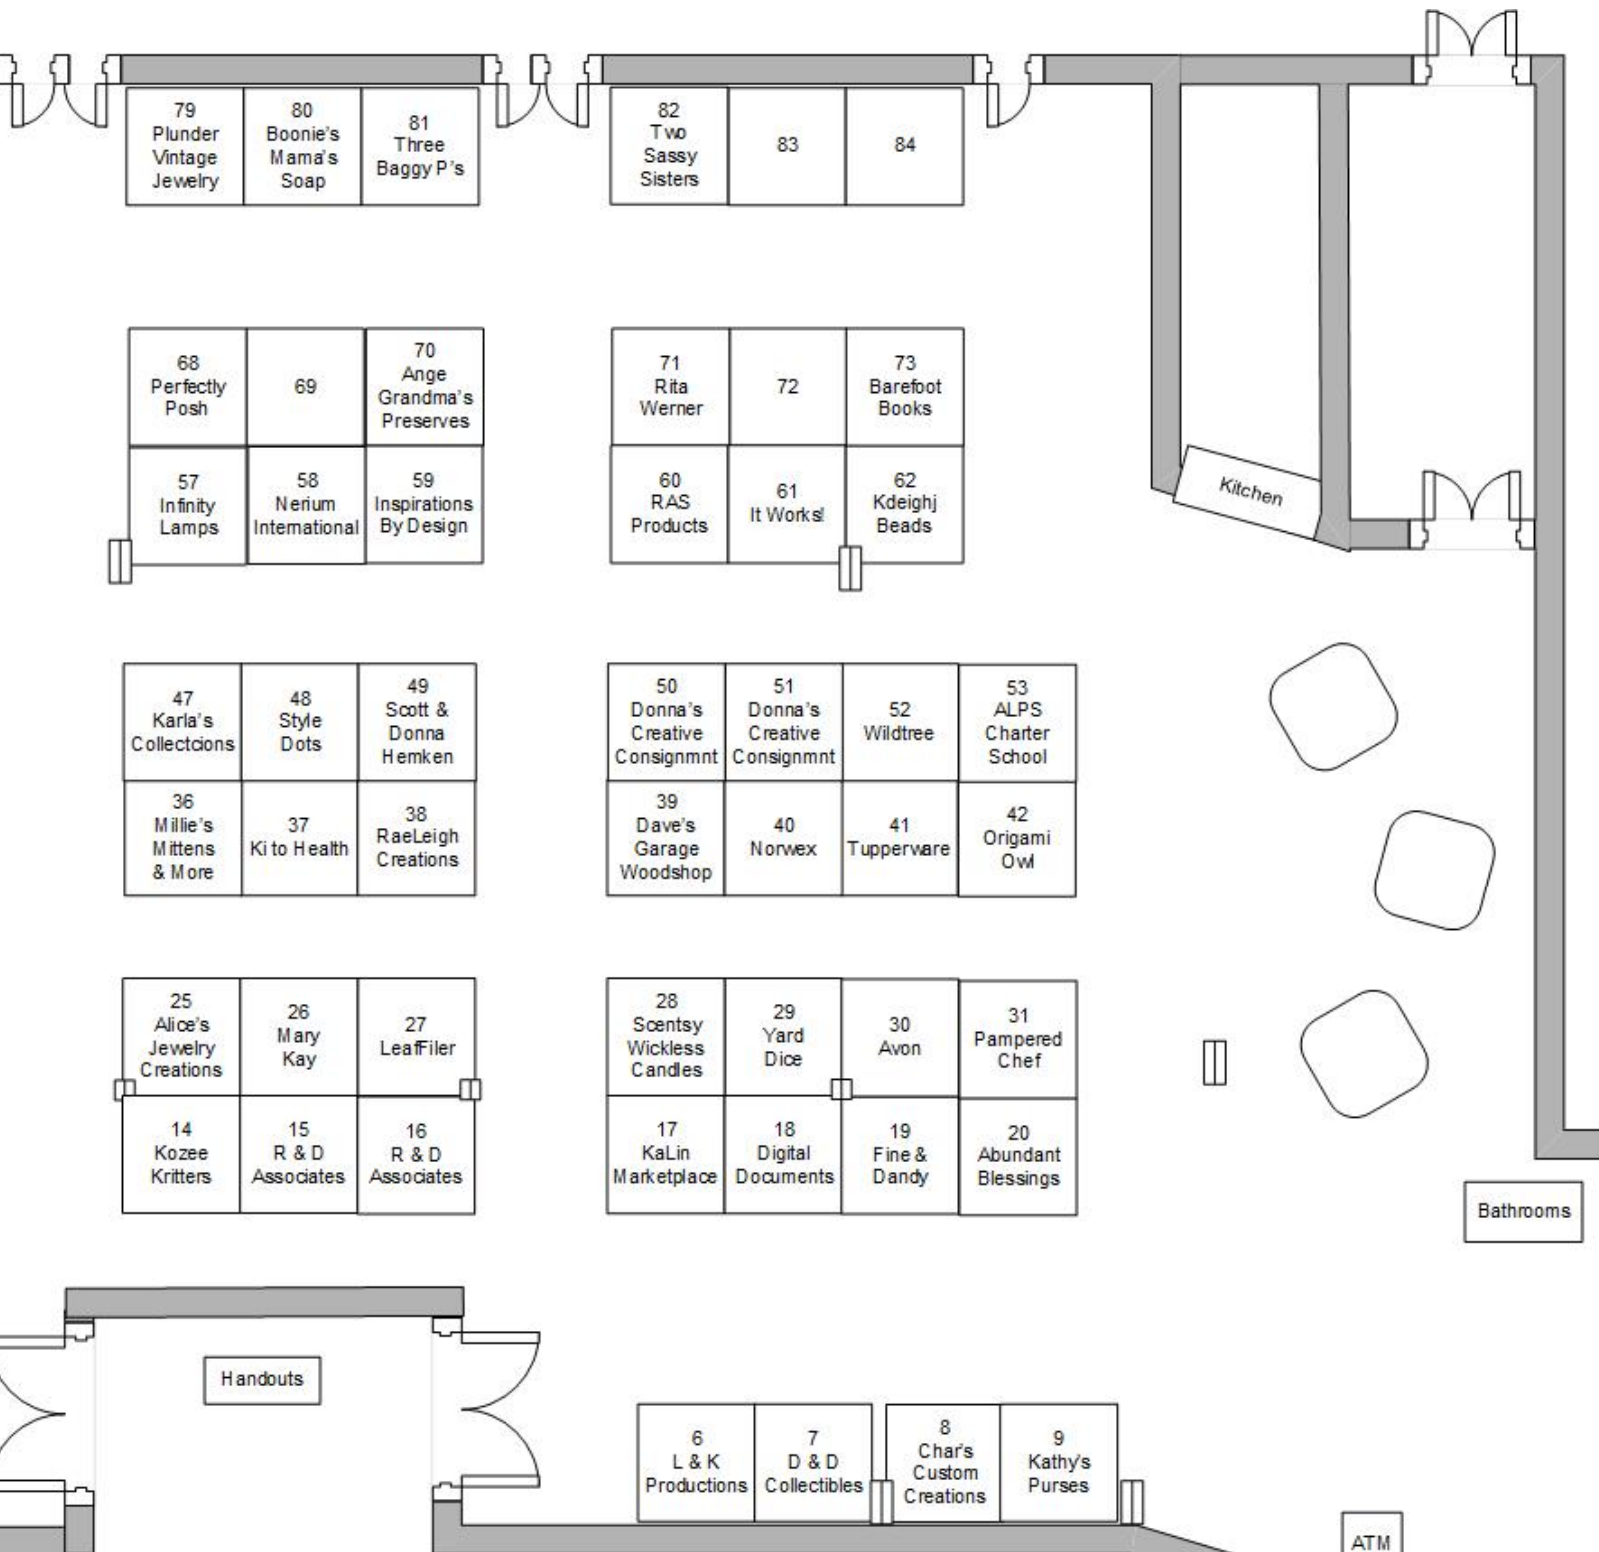 79
Plunder
Vintage
Jewelry
80
Boonie's
Mama's
Soap
81
Three
Baggy P's
82
Two
Sassy
Sisters
83
84
68
Perfectly
Posh
69
70
Ange
Grandma's
Preserves
71
Rita
Werner
72
73
Barefoot
Books
57
Infinity
Lamps
58
Nerium
International
59
Inspirations
By Design
60
RAS
Products
61
It Works!
62
Kdeighj
Beads
Kitchen
47
Karla's
Collectcions
48
Style
Dots
49
Scott &
Donna
Hemken
50
Donna's
Creative
Consignmnt
51
Donna's
Creative
Consignmnt
52
Wildtree
53
ALPS
Charter
School
36
Millie's
Mittens
& More
37
Ki to Health
38
RaeLeigh
Creations
39
Dave's
Garage
Woodshop
40
Norwex
41
Tupperware
42
Origami
Owl
25
Alice's
Jewelry
Creations
26
Mary
Kay
27
LeafFiler
28
Scentsy
Wickless
Candles
29
Yard
Dice
30
Avon
31
Pampered
Chef
14
Kozee
Kritters
15
R & D
Associates
16
R & D
Associates
17
KaLin
Marketplace
18
Digital
Documents
19
Fine &
Dandy
20
Abundant
Blessings
Bathrooms
Handouts
6
L & K
Productions
7
D & D
Collectibles
8
Char's
Custom
Creations
9
Kathy's
Purses
ATM